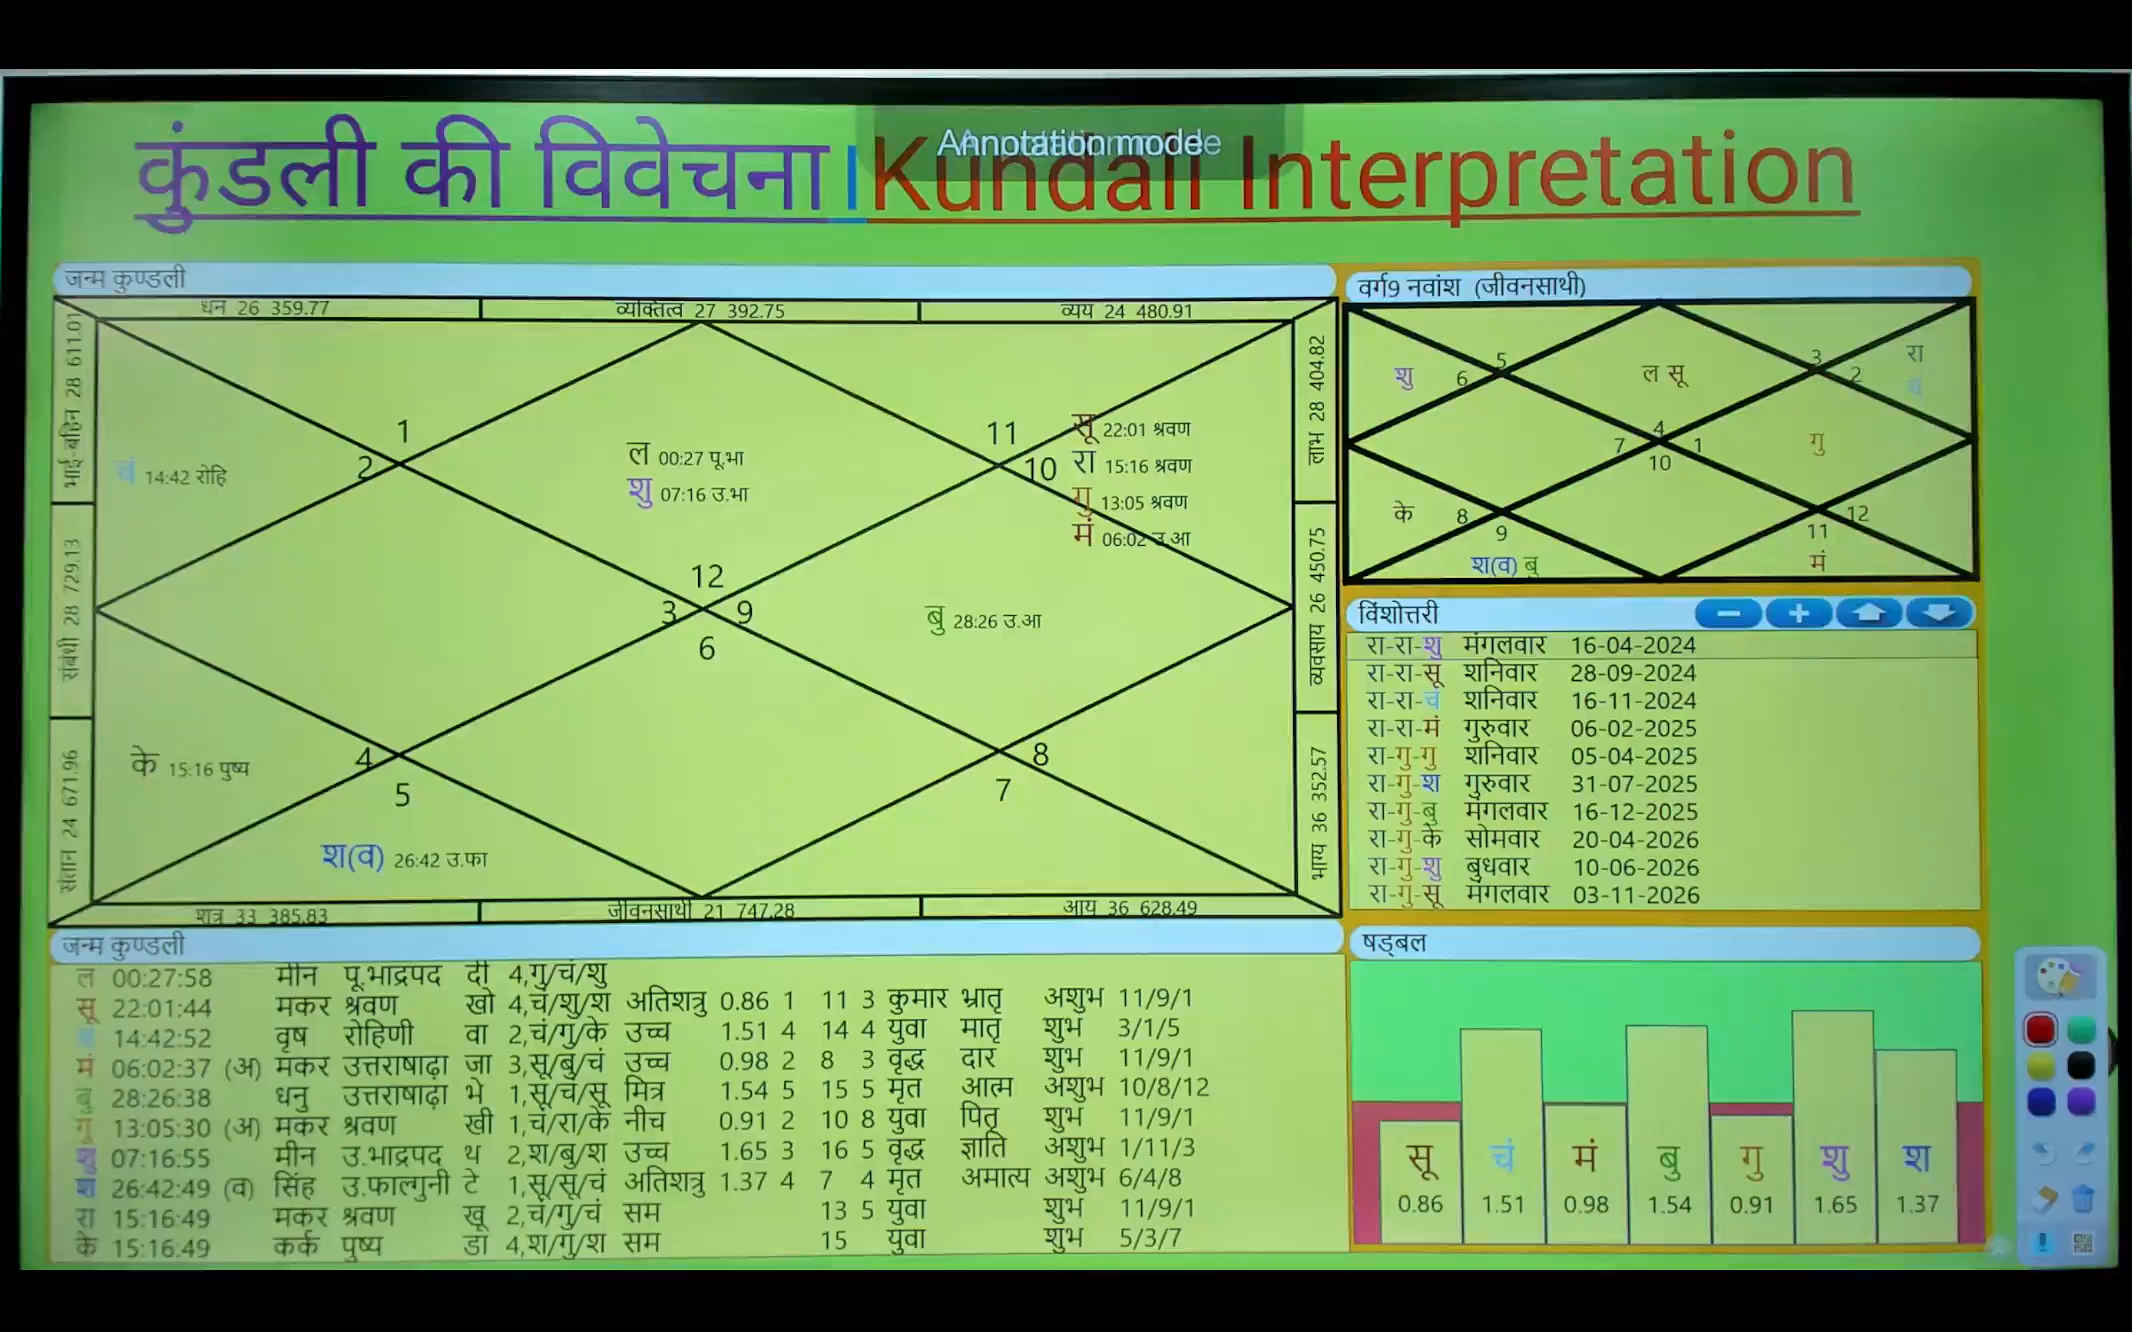 Annotation mode
कुंडली की विवेचना | Kundali Interpretation
जन्म कुण्डली
धन 26 359.77
व्यक्तित्व 27 392.75
व्यय 24 480.91
भाई-बहिन 28 611.01
संबंधी 28 729.13
संतान 24 671.96
लाभ 28 404.82
व्यवसाय 26 450.75
भाग्य 36 352.57
शत्रु 33 385.83
जीवनसाथी 21 747.28
आय 36 628.49
1
2
चं 14:42 रोहि
ल 00:27 पू.भा
शु 07:16 उ.भा
11
10
सू 22:01 श्रवण
रा 15:16 श्रवण
गु 13:05 श्रवण
मं 06:02 उ.आ
12
3 9
6
बु 28:26 उ.आ
के 15:16 पुष्य
4
5
श(व) 26:42 उ.फा
8
7
वर्ग9 नवांश (जीवनसाथी)
शु 6 5
ल सू
3 2 रा
4
7 1
10
गु
के 8
9
श(व) बु
12
11
मं
विंशोत्तरी
रा-रा-शु मंगलवार 16-04-2024
रा-रा-सू शनिवार 28-09-2024
रा-रा-चं शनिवार 16-11-2024
रा-रा-मं गुरुवार 06-02-2025
रा-गु-गु शनिवार 05-04-2025
रा-गु-श गुरुवार 31-07-2025
रा-गु-बु मंगलवार 16-12-2025
रा-गु-के सोमवार 20-04-2026
रा-गु-शु बुधवार 10-06-2026
रा-गु-सू मंगलवार 03-11-2026
जन्म कुण्डली
ल 00:27:58 मीन पू.भाद्रपद दी 4,गु/चं/शु
सू 22:01:44 मकर श्रवण खो 4,चं/शु/श अतिशत्रु 0.86 1 11 3 कुमार भ्रातृ अशुभ 11/9/1
चं 14:42:52 वृष रोहिणी वा 2,चं/गु/के उच्च 1.51 4 14 4 युवा मातृ शुभ 3/1/5
मं 06:02:37 (अ) मकर उत्तराषाढ़ा जा 3,सू/बु/चं उच्च 0.98 2 8 3 वृद्ध दार शुभ 11/9/1
बु 28:26:38 धनु उत्तराषाढ़ा भे 1,सू/चं/सू मित्र 1.54 5 15 5 मृत आत्म अशुभ 10/8/12
गु 13:05:30 (अ) मकर श्रवण खी 1,चं/रा/के नीच 0.91 2 10 8 युवा पितृ शुभ 11/9/1
शु 07:16:55 मीन उ.भाद्रपद थ 2,श/बु/श उच्च 1.65 3 16 5 वृद्ध ज्ञाति अशुभ 1/11/3
श 26:42:49 (व) सिंह उ.फाल्गुनी टे 1,सू/सू/चं अतिशत्रु 1.37 4 7 4 मृत अमात्य अशुभ 6/4/8
रा 15:16:49 मकर श्रवण खू 2,चं/गु/चं सम 13 5 युवा शुभ 11/9/1
के 15:16:49 कर्क पुष्य डा 4,श/गु/श सम 15 युवा शुभ 5/3/7
षड्बल
सू चं मं बु गु शु श
0.86 1.51 0.98 1.54 0.91 1.65 1.37